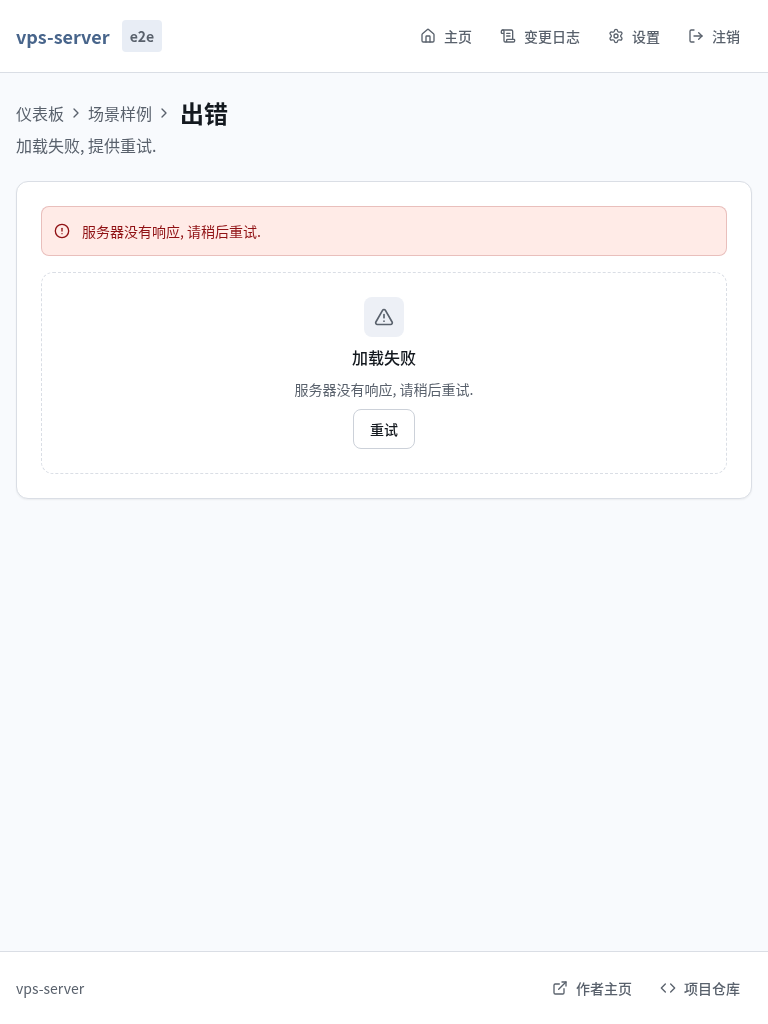 vps-server e2e 主页 变更日志 设置 注销
仪表板 场景样例 出错
加载失败, 提供重试.
服务器没有响应, 请稍后重试.
加载失败
服务器没有响应, 请稍后重试.
重试
vps-server 作者主页 项目仓库